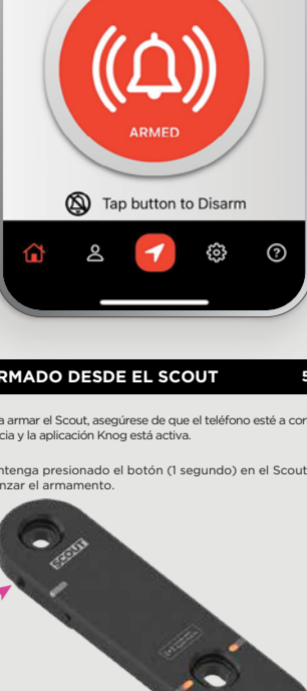 ARMED
Tap button to Disarm
?
RMADO DESDE EL SCOUT 5
a armar el Scout, asegúrese de que el teléfono esté a cor
cia y la aplicación Knog está activa.
ntenga presionado el botón (1 segundo) en el Scout
nzar el armamento.
SCOUT